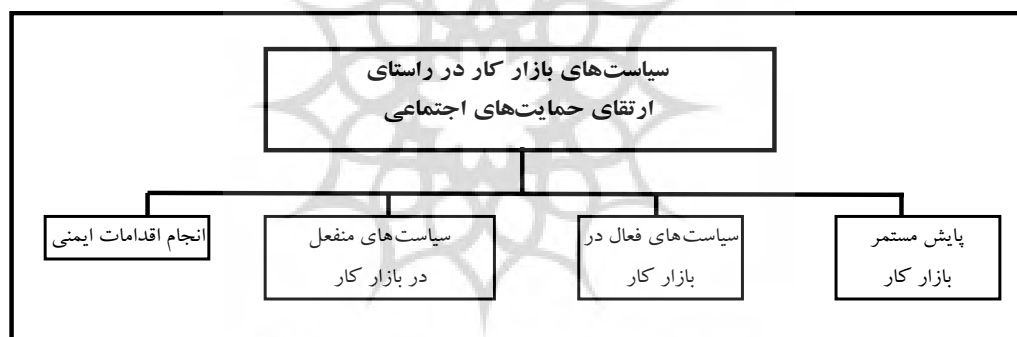 سیاست‌های بازار کار در راستای
ارتقای حمایت‌های اجتماعی
پایش مستمر
بازار کار
سیاست‌های فعال در
بازار کار
سیاست‌های منفعل
در بازار کار
انجام اقدامات ایمنی